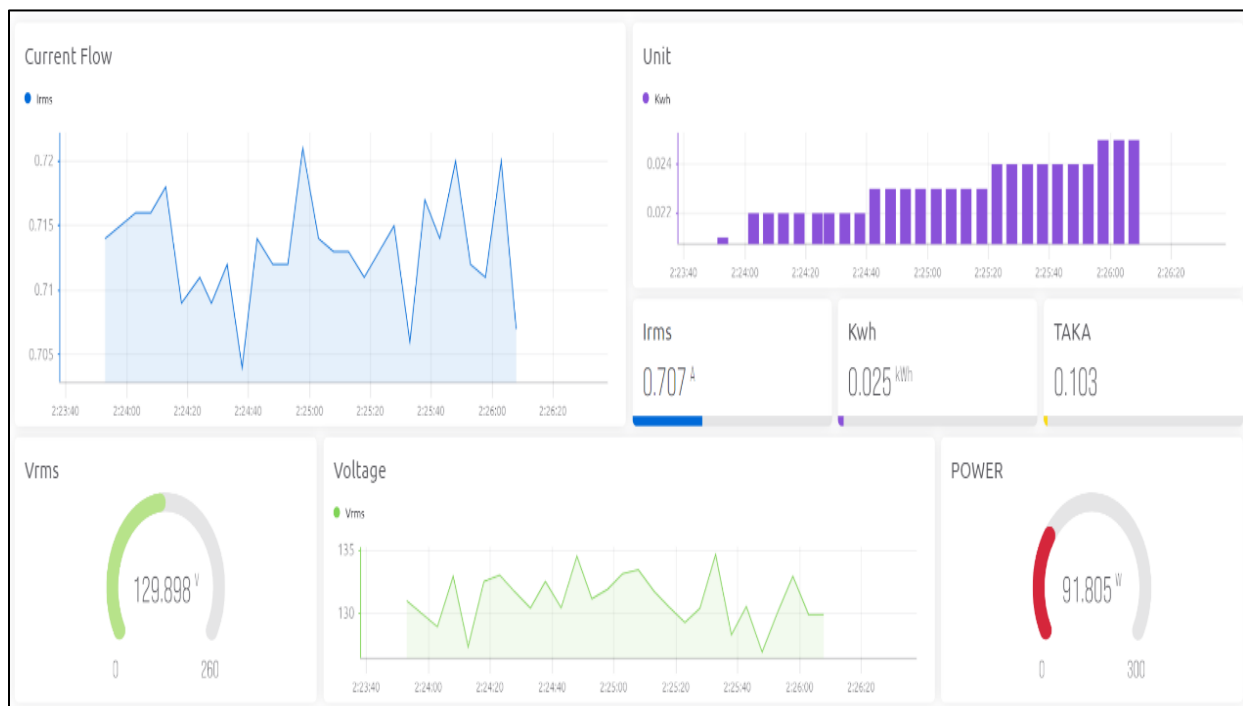 Current Flow
Irms
0.72
0.715
0.71
0.705
2:23:40 2:24:00 2:24:20 2:24:40 2:25:00 2:25:20 2:25:40 2:26:00 2:26:20
Unit
Kwh
0.024
0.022
2:23:40 2:24:00 2:24:20 2:24:40 2:25:00 2:25:20 2:25:40 2:26:00 2:26:20
Irms
0.707 A
Kwh
0.025 kWh
TAKA
0.103
Vrms
129.898 V
0 260
Voltage
Vrms
135
130
2:23:40 2:24:00 2:24:20 2:24:40 2:25:00 2:25:20 2:25:40 2:26:00 2:26:20
POWER
91.805 W
0 300